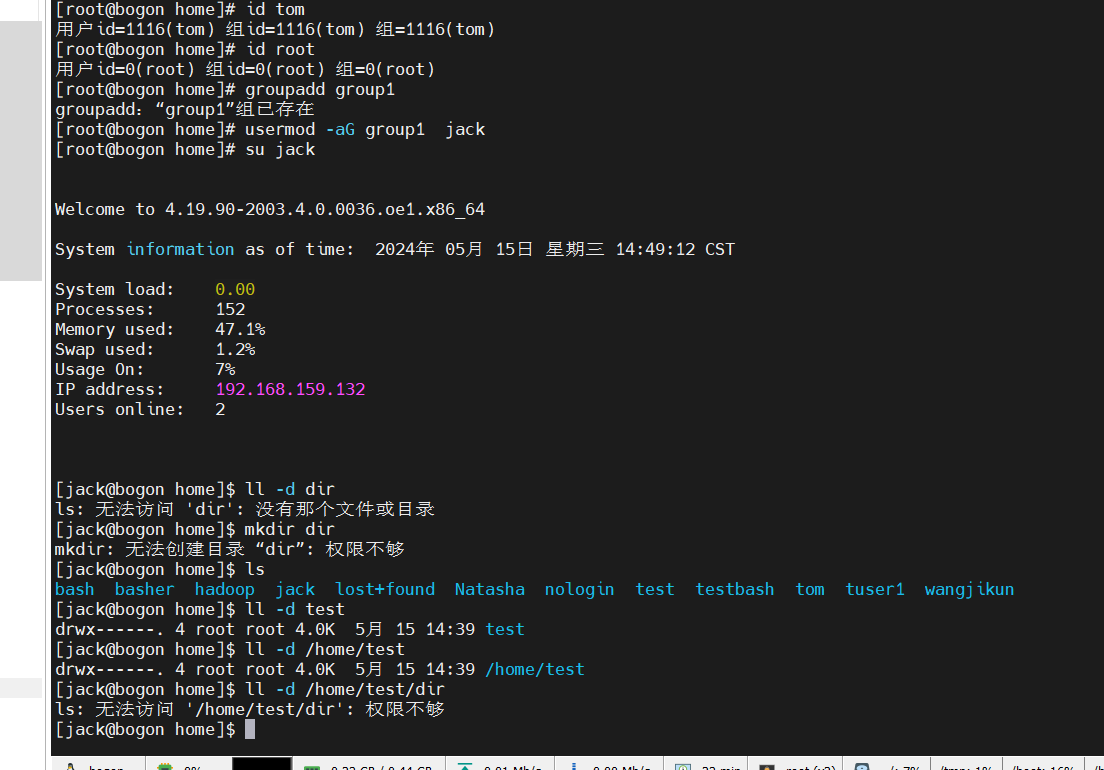 [root@bogon home]# id tom
用户id=1116(tom) 组id=1116(tom) 组=1116(tom)
[root@bogon home]# id root
用户id=0(root) 组id=0(root) 组=0(root)
[root@bogon home]# groupadd group1
groupadd：“group1”组已存在
[root@bogon home]# usermod -aG group1  jack
[root@bogon home]# su jack
Welcome to 4.19.90-2003.4.0.0036.oe1.x86_64
System information as of time:  2024年 05月 15日 星期三 14:49:12 CST
System load:    0.00
Processes:      152
Memory used:    47.1%
Swap used:      1.2%
Usage On:       7%
IP address:     192.168.159.132
Users online:   2
[jack@bogon home]$ ll -d dir
ls: 无法访问 'dir': 没有那个文件或目录
[jack@bogon home]$ mkdir dir
mkdir: 无法创建目录 “dir”: 权限不够
[jack@bogon home]$ ls
bash  basher  hadoop  jack  lost+found  Natasha  nologin  test  testbash  tom  tuser1  wangjikun
[jack@bogon home]$ ll -d test
drwx------. 4 root root 4.0K  5月 15 14:39 test
[jack@bogon home]$ ll -d /home/test
drwx------. 4 root root 4.0K  5月 15 14:39 /home/test
[jack@bogon home]$ ll -d /home/test/dir
ls: 无法访问 '/home/test/dir': 权限不够
[jack@bogon home]$